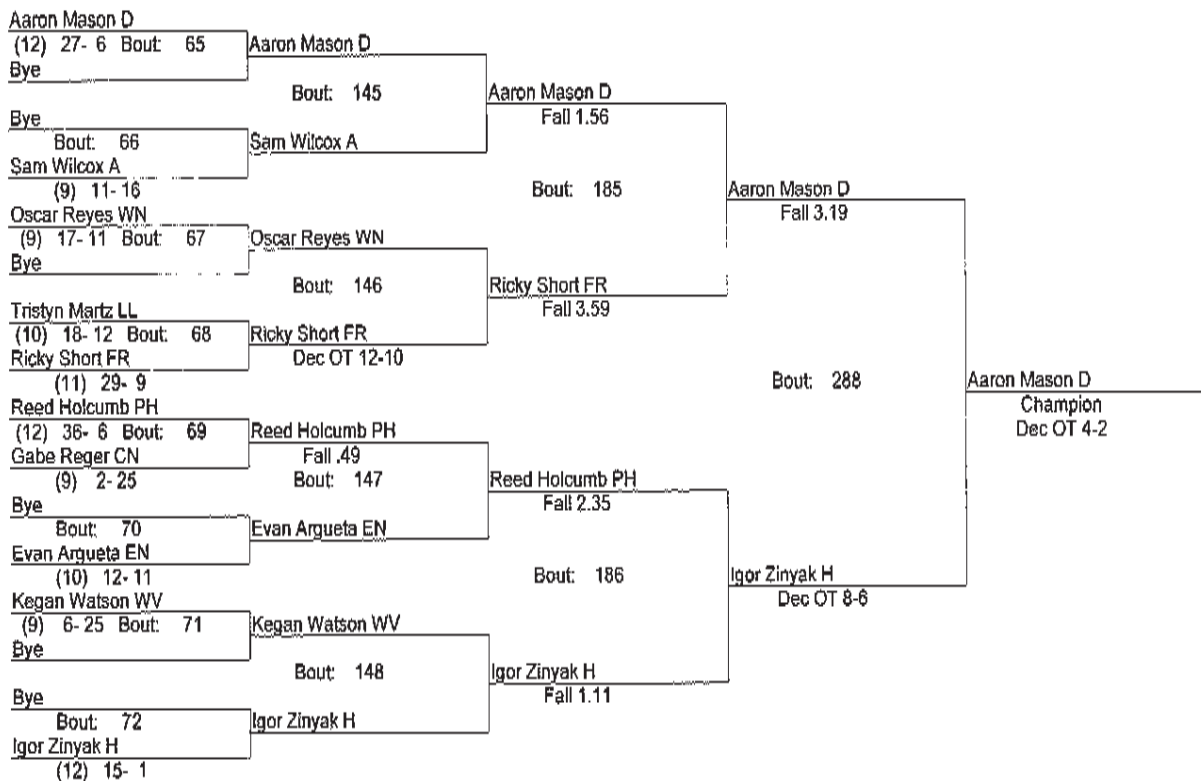 Aaron Mason D
(12) 27- 6 Bout: 65
Bye
Bye
Bout: 66
Sam Wilcox A
(9) 11- 16
Oscar Reyes WN
(9) 17- 11 Bout: 67
Bye
Tristyn Martz LL
(10) 18- 12 Bout: 68
Ricky Short FR
(11) 29- 9
Reed Holcumb PH
(12) 36- 6 Bout: 69
Gabe Reger CN
(9) 2- 25
Bye
Bout: 70
Evan Argueta EN
(10) 12- 11
Kegan Watson WV
(9) 6- 25 Bout: 71
Bye
Bye
Bout: 72
Igor Zinyak H
(12) 15- 1
Aaron Mason D
Bout: 145
Sam Wilcox A
Oscar Reyes WN
Bout: 146
Ricky Short FR
Dec OT 12-10
Reed Holcumb PH
Fall .49
Bout: 147
Evan Argueta EN
Kegan Watson WV
Bout: 148
Igor Zinyak H
Aaron Mason D
Fall 1.56
Bout: 185
Ricky Short FR
Fall 3.59
Reed Holcumb PH
Fall 2.35
Bout: 186
Igor Zinyak H
Fall 1.11
Aaron Mason D
Fall 3.19
Bout: 288
Igor Zinyak H
Dec OT 8-6
Aaron Mason D
Champion
Dec OT 4-2